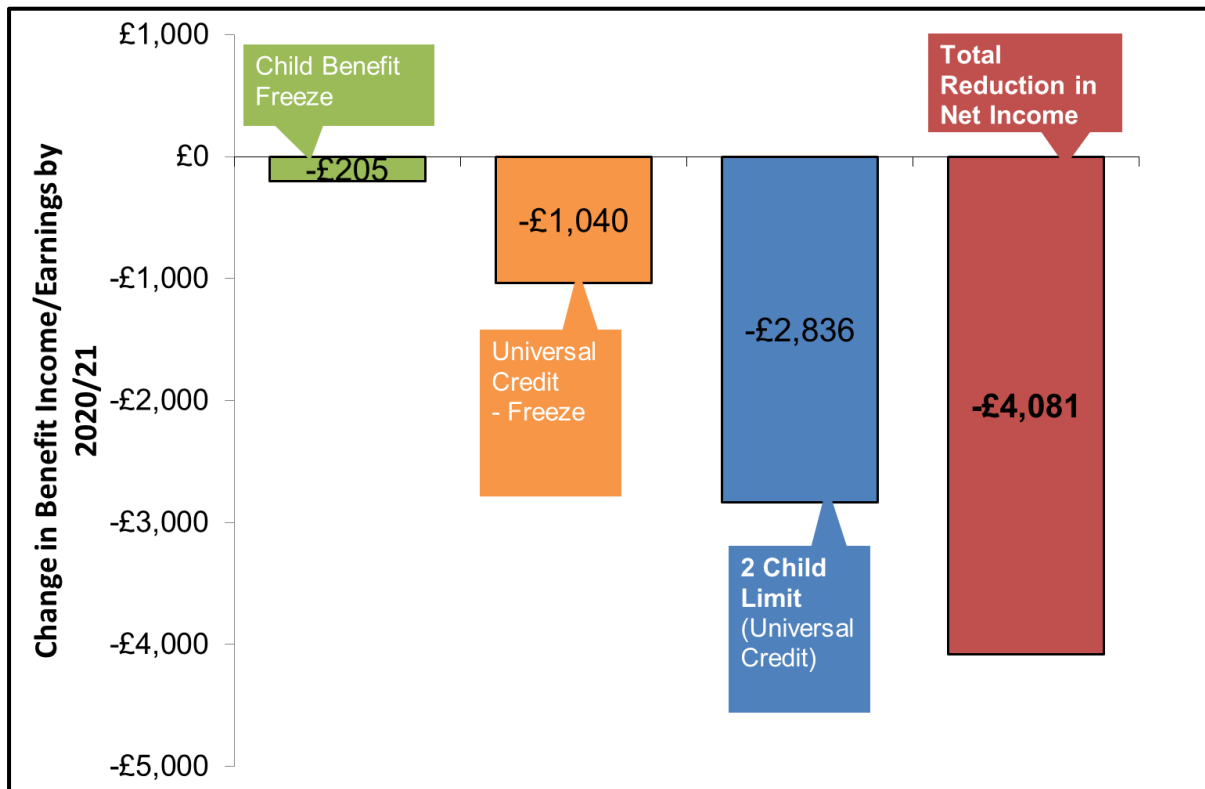 Change in Benefit Income/Earnings by
2020/21
£1,000
£0
-£1,000
-£2,000
-£3,000
-£4,000
-£5,000
Child Benefit
Freeze
-£205
-£1,040
Universal
Credit
- Freeze
-£2,836
2 Child
Limit
(Universal
Credit)
Total
Reduction in
Net Income
-£4,081